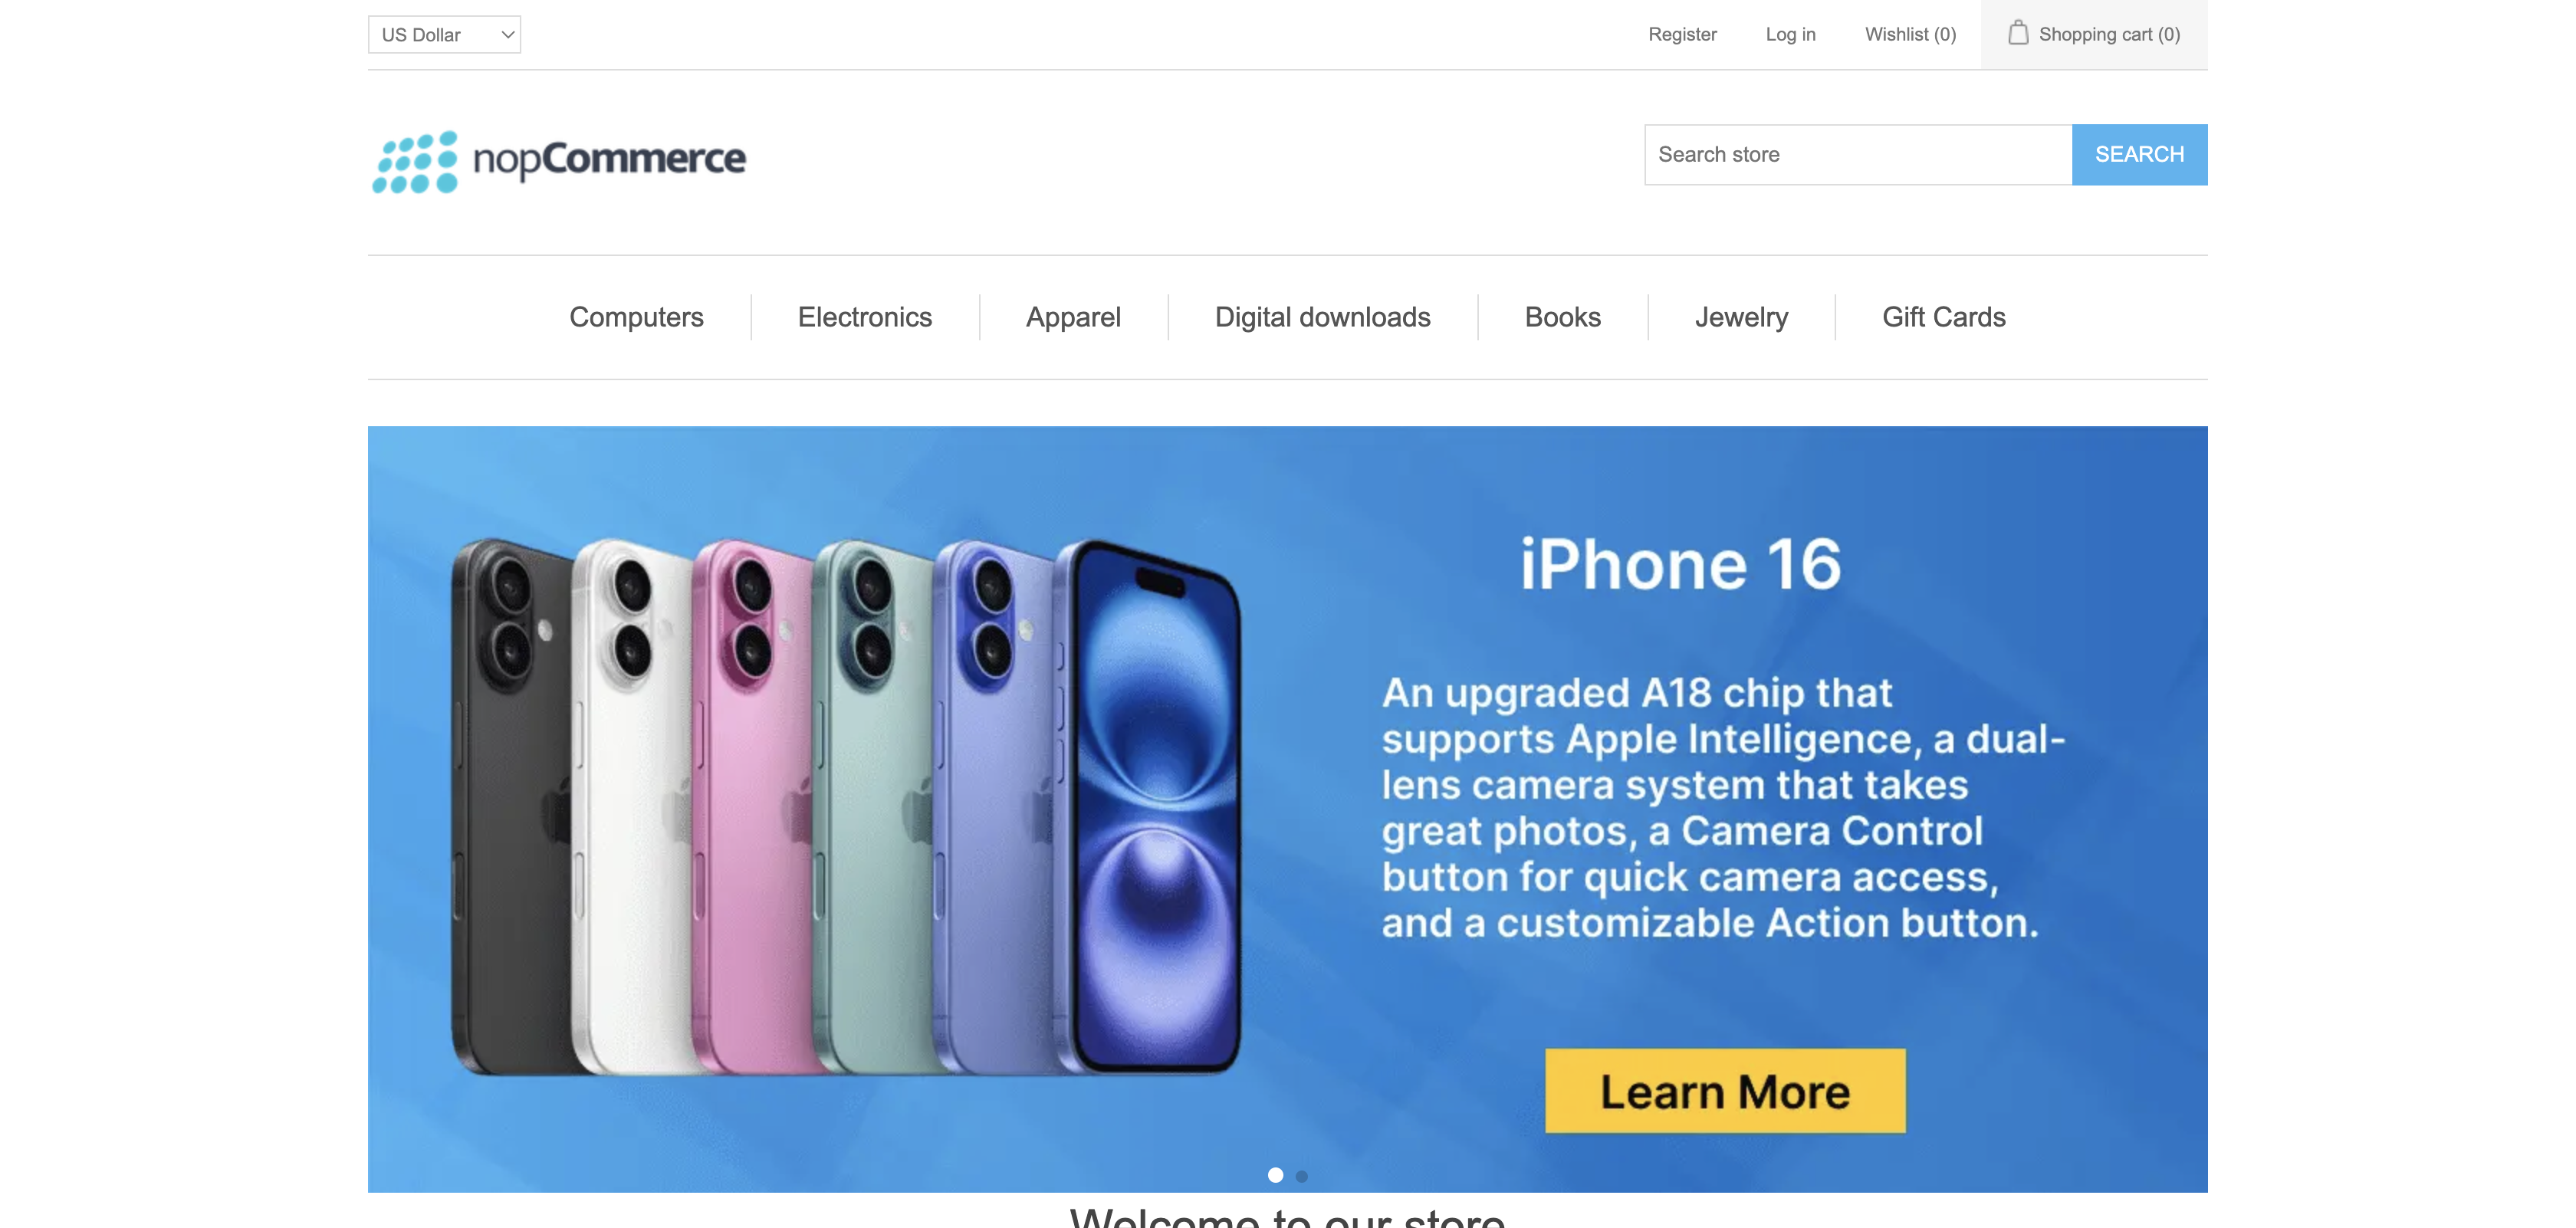 US Dollar
Register
Log in
Wishlist (0)
Shopping cart (0)
nopCommerce
Search store
SEARCH
Computers
Electronics
Apparel
Digital downloads
Books
Jewelry
Gift Cards
iPhone 16
An upgraded A18 chip that
supports Apple Intelligence, a dual-
lens camera system that takes
great photos, a Camera Control
button for quick camera access,
and a customizable Action button.
Learn More
Welcome to our store